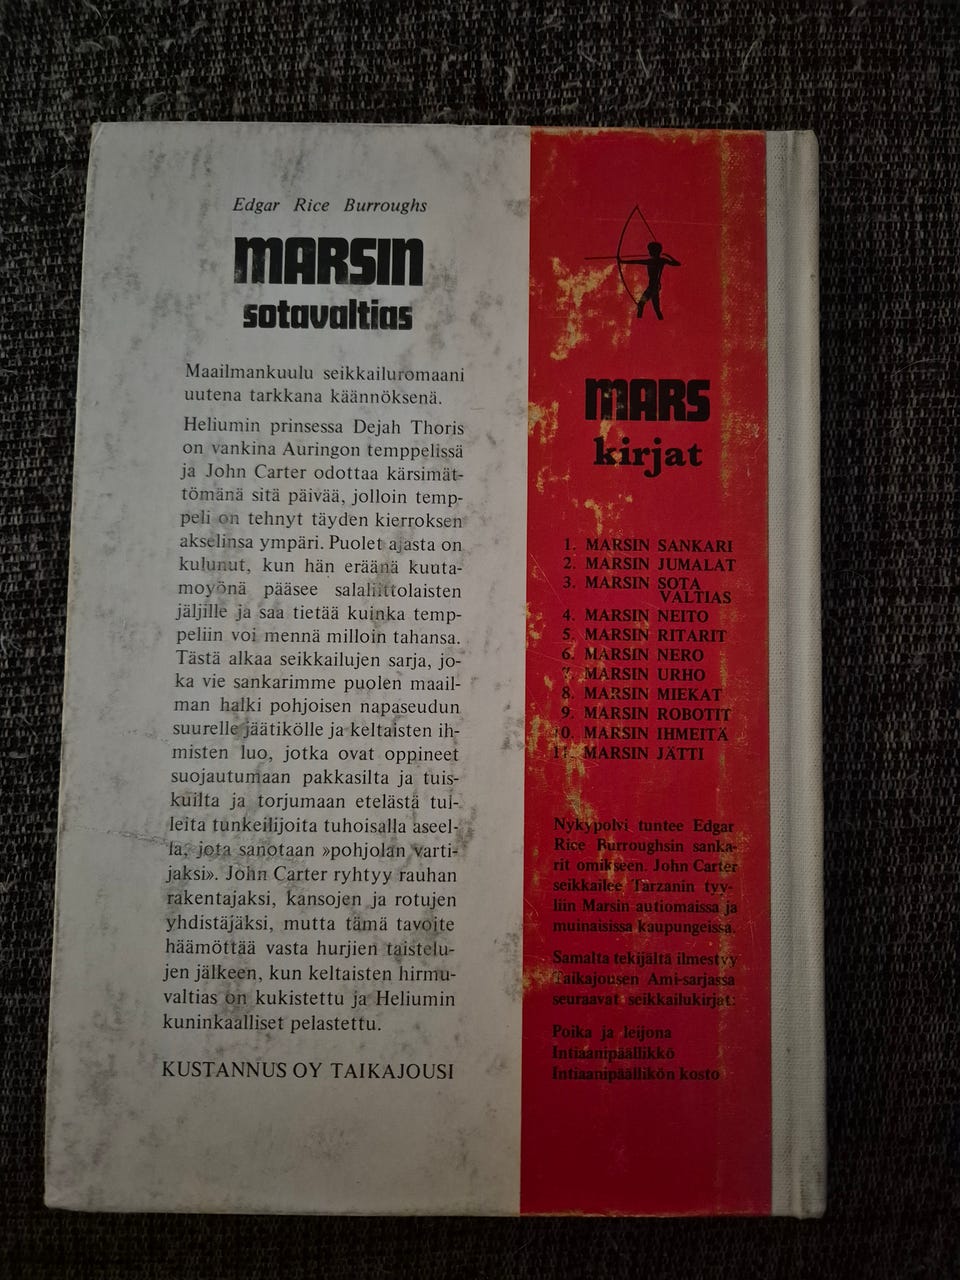 Edgar Rice Burroughs
MARSIN
sotavaltias
Maailmankuulu seikkailuromaani
uutena tarkkana käännöksenä.
Heliumin prinsessa Dejah Thoris
on vankina Auringon temppelissä
ja John Carter odottaa kärsimät-
tömänä sitä päivää, jolloin temp-
peli on tehnyt täyden kierroksen
akselinsa ympäri. Puolet ajasta on
kulunut, kun hän eräänä kuuta-
moyönä pääsee salaliittolaisten
jäljille ja saa tietää kuinka temp-
peliin voi mennä milloin tahansa.
Tästä alkaa seikkailujen sarja, jo-
ka vie sankarimme puolen maail-
man halki pohjoisen napaseudun
suurelle jäätikölle ja keltaisten ih-
misten luo, jotka ovat oppineet
suojautumaan pakkasilta ja tuis-
kuilta ja torjumaan etelästä tul-
leita tunkeilijoita tuhoisalla aseel-
la, jota sanotaan »pohjolan varti-
jaksi». John Carter ryhtyy rauhan
rakentajaksi, kansojen ja rotujen
yhdistäjäksi, mutta tämä tavoite
häämöttää vasta hurjien taistelu-
jen jälkeen, kun keltaisten hirmu-
valtias on kukistettu ja Heliumin
kuninkaalliset pelastettu.
KUSTANNUS OY TAIKAJOUSI
MARS
kirjat
1. MARSIN SANKARI
2. MARSIN JUMALAT
3. MARSIN SOTA
VALTIAS
4. MARSIN NEITO
5. MARSIN RITARIT
6. MARSIN NERO
7. MARSIN URHO
8. MARSIN MIEKAT
9. MARSIN ROBOTIT
10. MARSIN IHMEITÄ
11. MARSIN JÄTTI
Nykypolvi tuntee Edgar
Rice Burroughsin sanka-
rit omikseen. John Carter
seikkailee Tarzanin tyy-
liin Marsin autiomaissa ja
muinaisissa kaupungeissa.
Samalta tekijältä ilmestyy
Taikajousen Ami-sarjassa
seuraavat seikkailukirjat:
Poika ja leijona
Intiaanipäällikkö
Intiaanipäällikön kosto